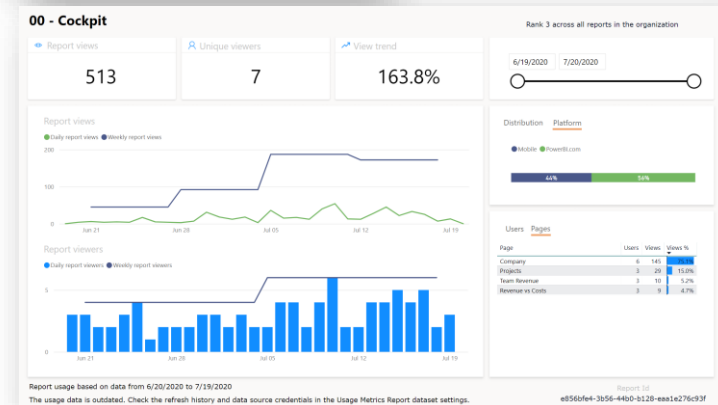 00 - Cockpit
Rank 3 across all reports in the organization
Report views
513
Unique viewers
7
View trend
163.8%
6/19/2020 7/20/2020
Report views
Daily report views Weekly report views
200
100
0
Jun 21 Jun 28 Jul 05 Jul 12 Jul 19
Report viewers
Daily report viewers Weekly report viewers
5
0
Jun 21 Jun 28 Jul 05 Jul 12 Jul 19
Distribution Platform
Mobile PowerBI.com
44% 56%
Users Pages
Page Users Views Views %
Company 6 145 75.1%
Projects 3 29 15.0%
Team Revenue 3 10 5.2%
Revenue vs Costs 3 9 4.7%
Report usage based on data from 6/20/2020 to 7/19/2020
The usage data is outdated. Check the refresh history and data source credentials in the Usage Metrics Report dataset settings.
Report Id
e856bfe4-3b56-44b0-b128-eaa1e276c93f